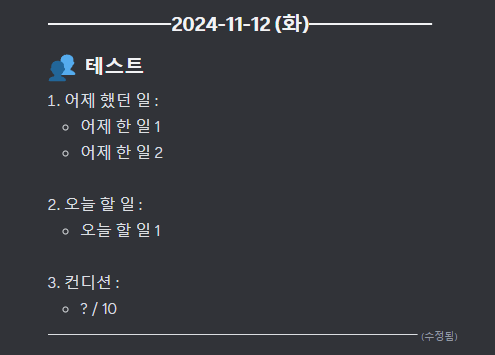 2024-11-12 (화)
👥 테스트
1. 어제 했던 일 :
○ 어제 한 일 1
○ 어제 한 일 2
2. 오늘 할 일 :
○ 오늘 할 일 1
3. 컨디션 :
○ ? / 10
(수정됨)